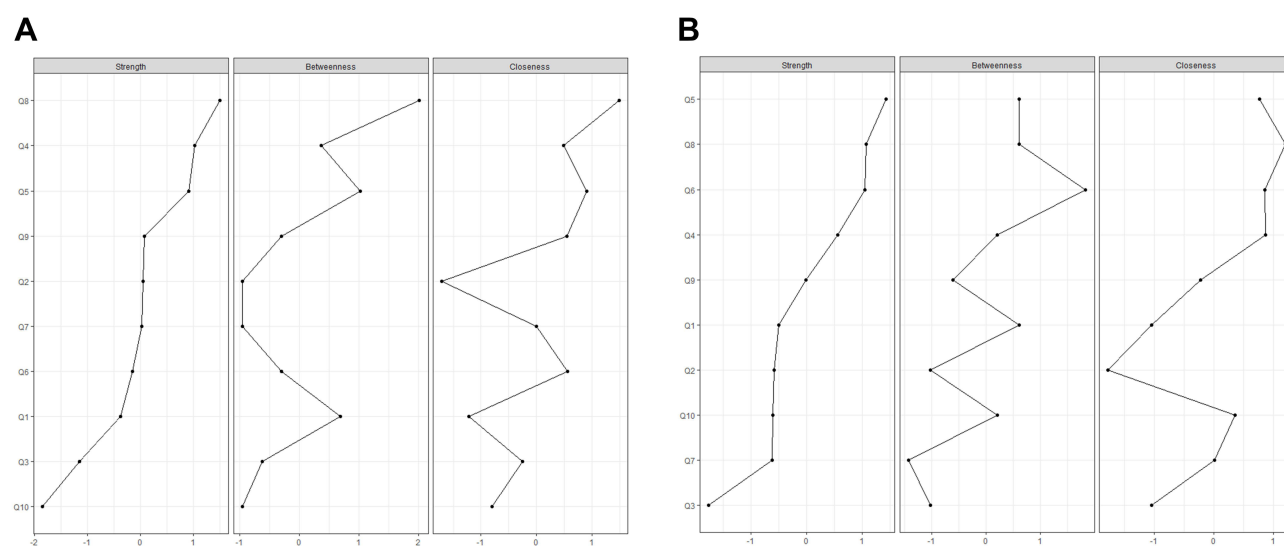 A
B
Strength Betweenness Closeness
Strength Betweenness Closeness
Q8
Q4
Q5
Q9
Q2
Q7
Q6
Q1
Q3
Q10
-2 -1 0 1 -1 0 1 2 -1 0 1
Q5
Q8
Q6
Q4
Q9
Q1
Q2
Q10
Q7
Q3
-1 0 1 -1 0 1 -1 0 1